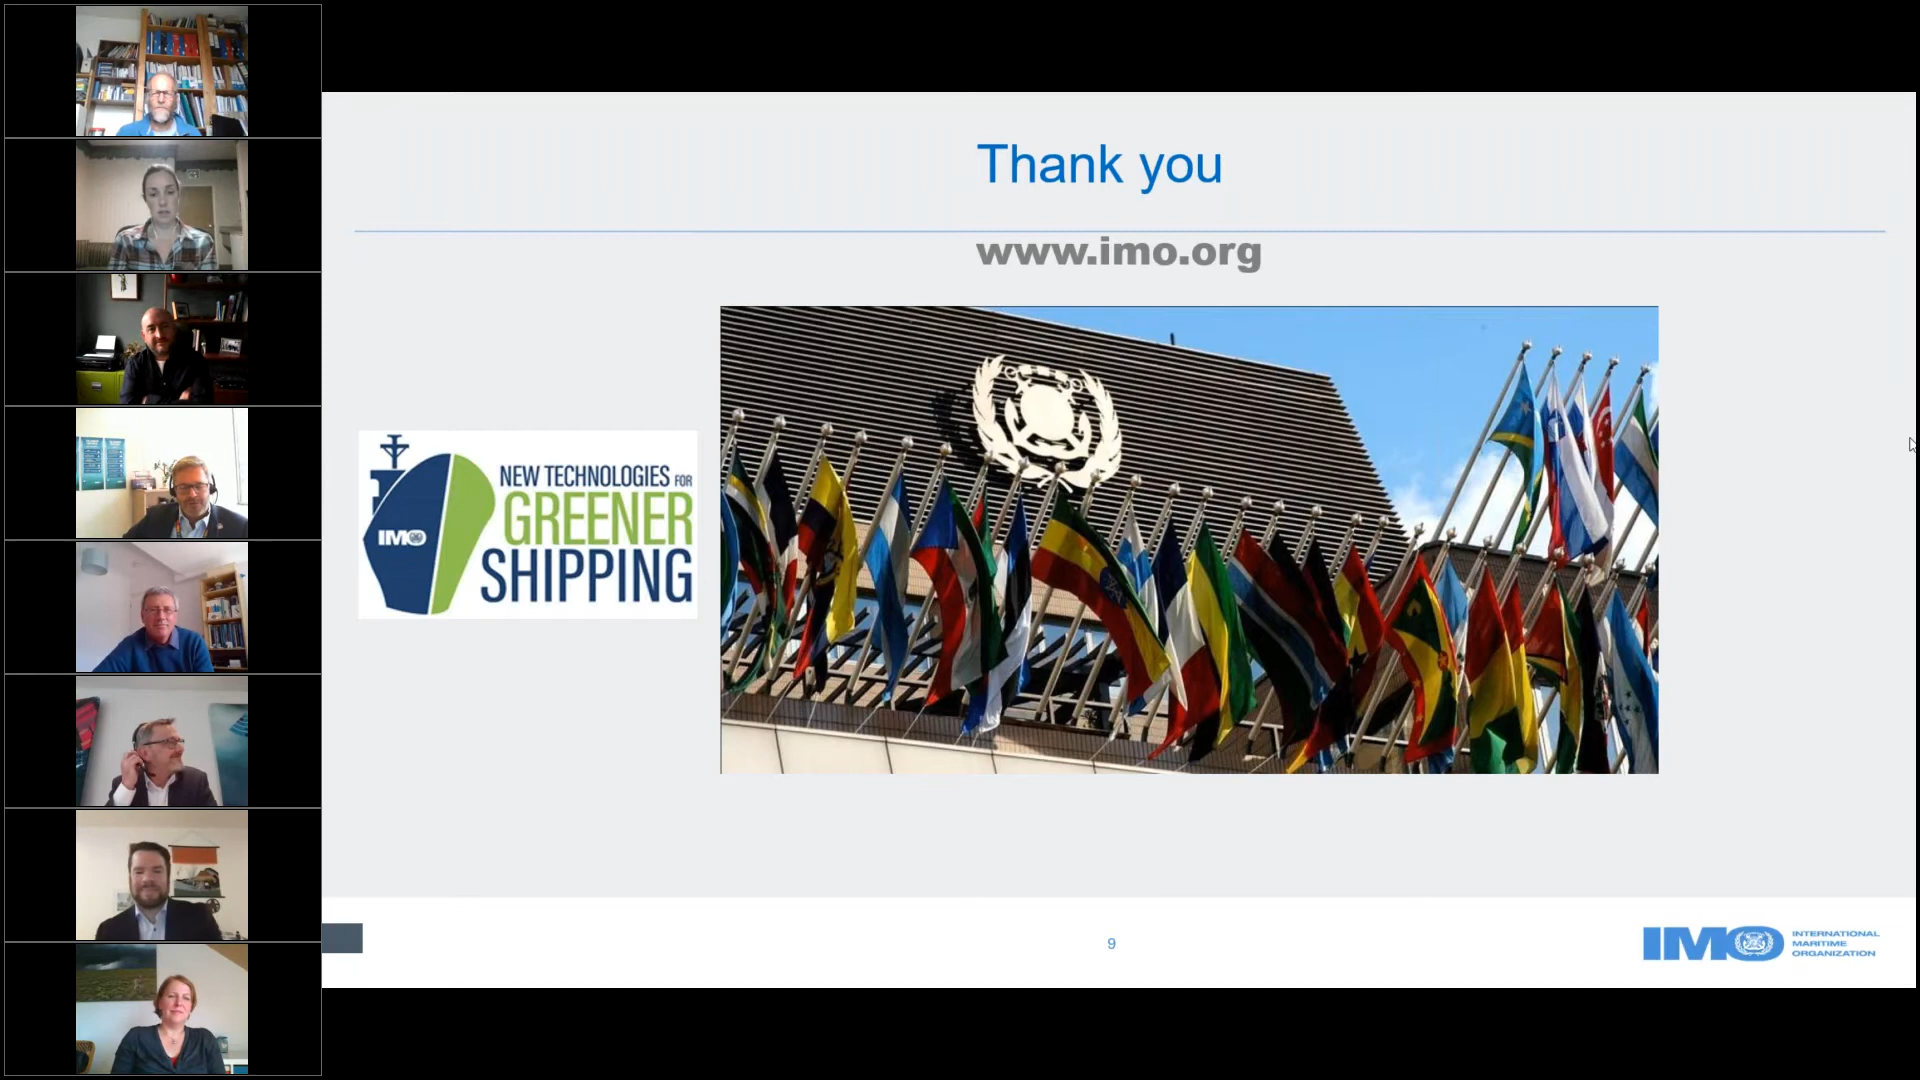 Thank you
www.imo.org
NEW TECHNOLOGIES FOR
GREENER
SHIPPING
IMO
9
IMO
INTERNATIONAL
MARITIME
ORGANIZATION